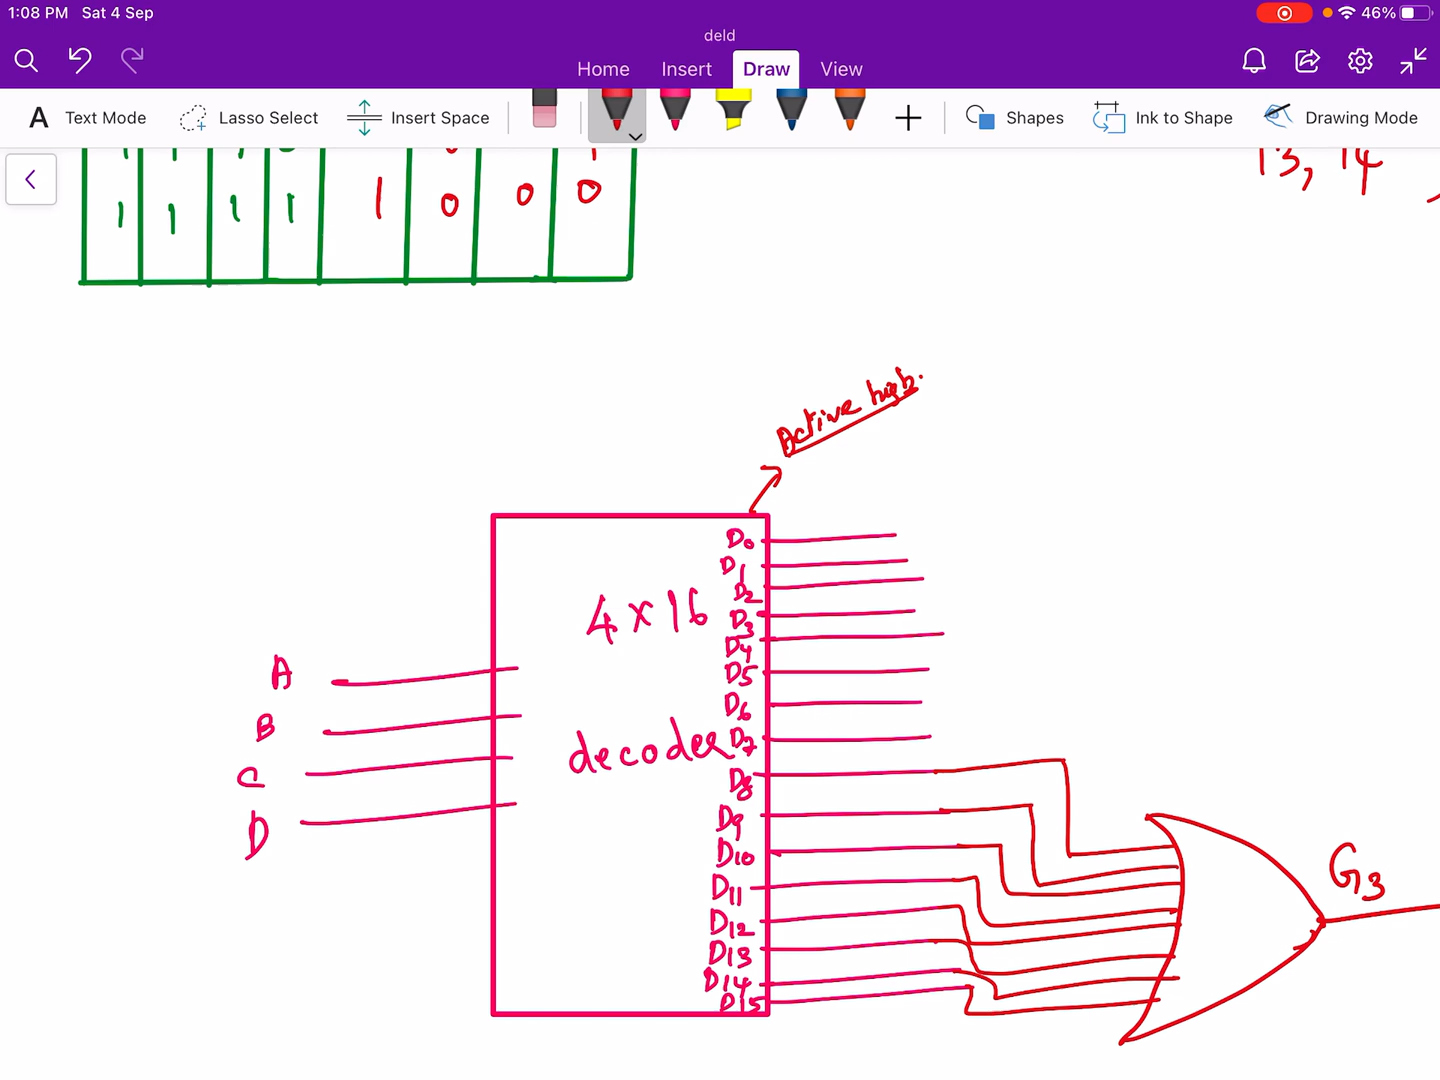 1:08 PM Sat 4 Sep
46%
deld
Home Insert Draw View
A Text Mode Lasso Select Insert Space Shapes Ink to Shape Drawing Mode
13, 14
1 1 1 1 1 0 0 0
Active high.
4 x 16
decoder
A
B
C
D
D0
D1
D2
D3
D4
D5
D6
D7
D8
D9
D10
D11
D12
D13
D14
D15
G3